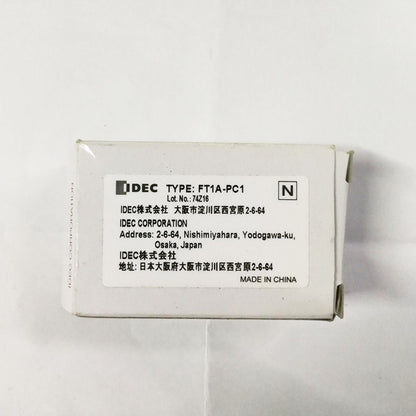 IDEC TYPE: FT1A-PC1
Lot. No.: 74Z16
N
IDEC株式会社 大阪市淀川区西宮原2-6-64
IDEC CORPORATION
Address: 2-6-64, Nishimiyahara, Yodogawa-ku,
Osaka, Japan
IDEC株式会社
地址: 日本大阪府大阪市淀川区西宮原2-6-64
MADE IN CHINA
IDEC CORPORATION